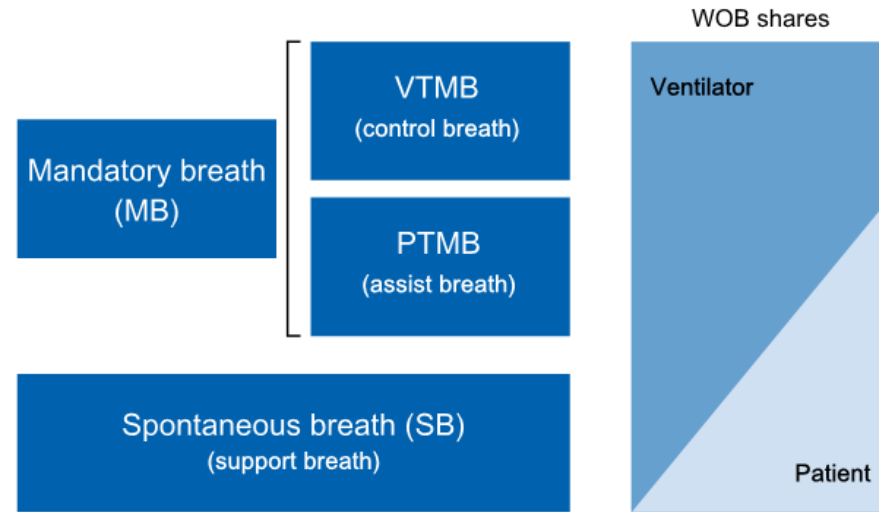 WOB shares
VTMB
(control breath)
Ventilator
Mandatory breath
(MB)
PTMB
(assist breath)
Spontaneous breath (SB)
(support breath)
Patient